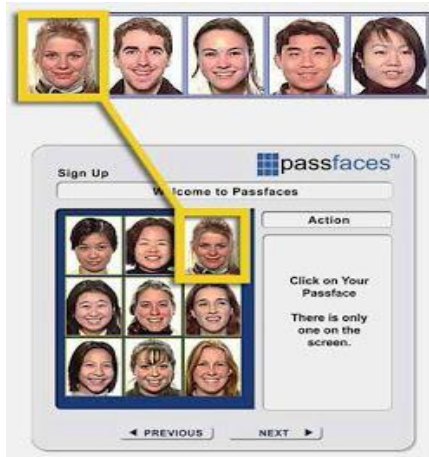 passfaces™
Sign Up
Welcome to Passfaces
Action
Click on Your
Passface
There is only
one on the
screen.
◄ PREVIOUS
NEXT ►